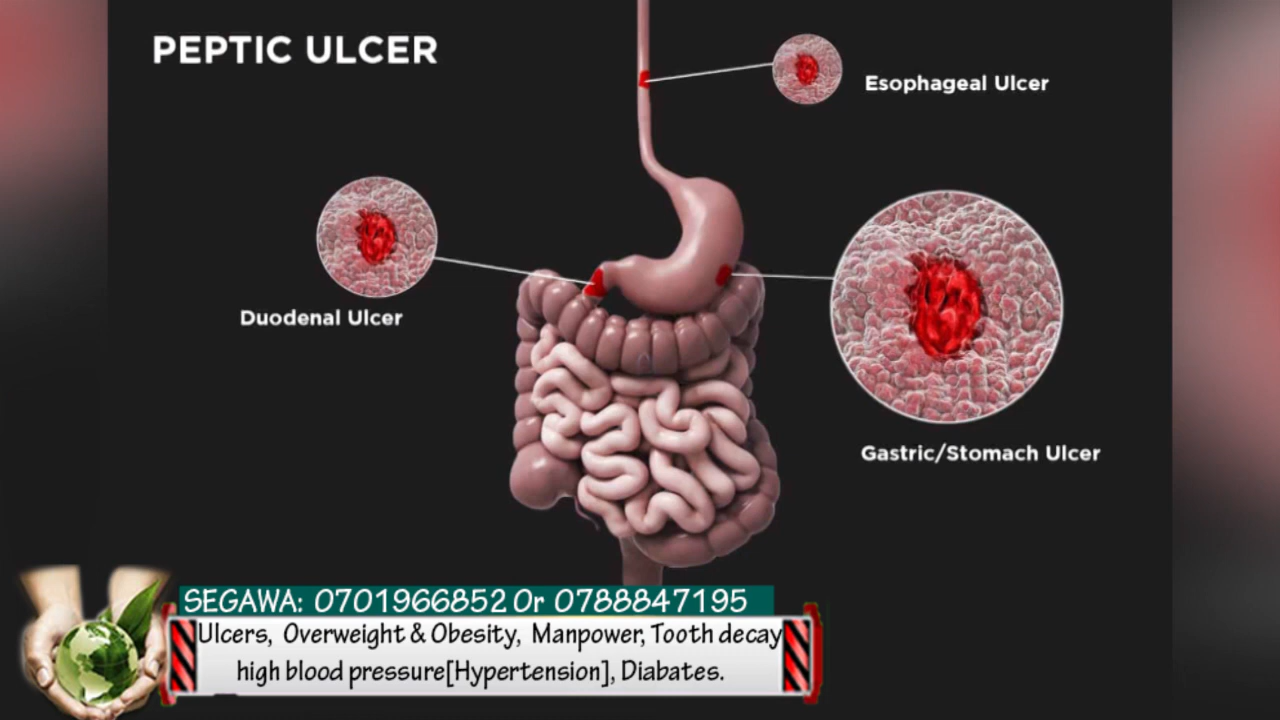 PEPTIC ULCER
Esophageal Ulcer
Duodenal Ulcer
Gastric/Stomach Ulcer
SEGAWA: 0701966852 Or 0788847195
Ulcers, Overweight & Obesity, Manpower, Tooth decay
high blood pressure[Hypertension], Diabates.